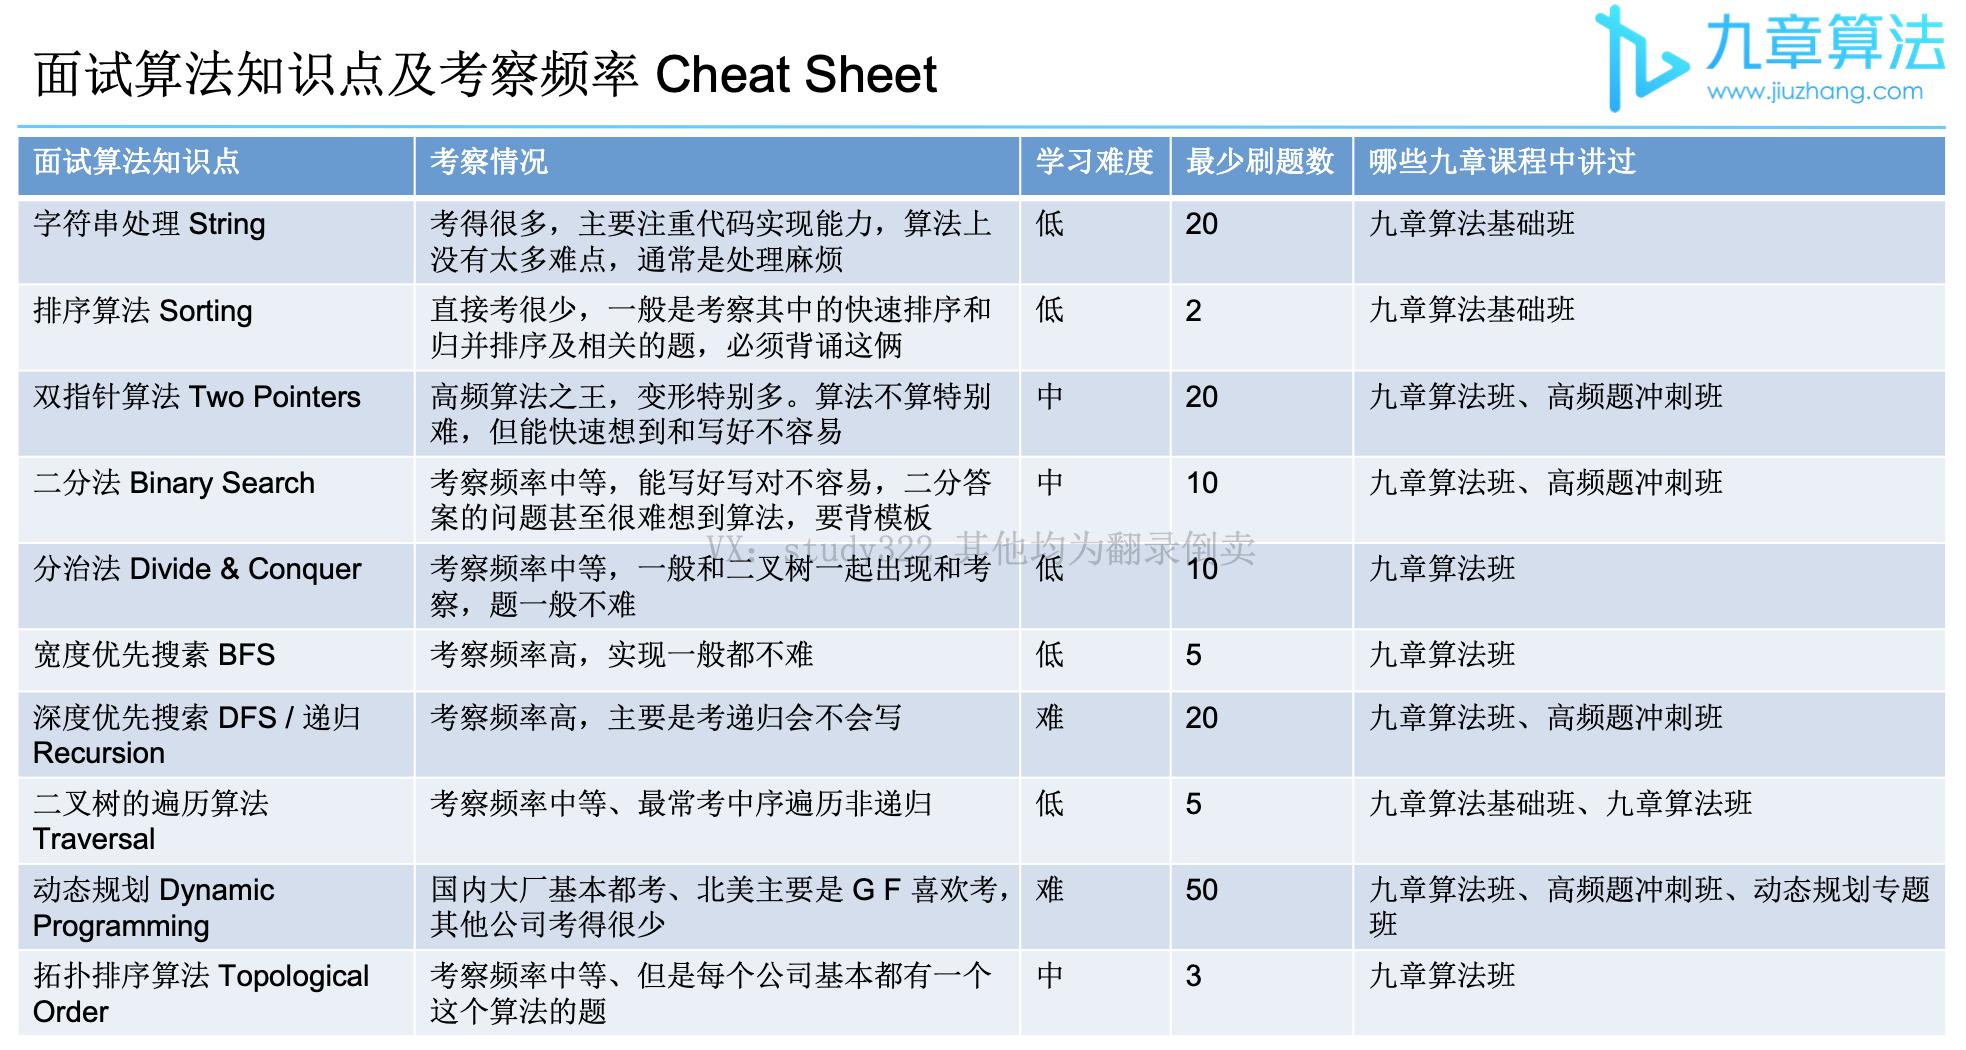 面试算法知识点及考察频率 Cheat Sheet
九章算法
www.jiuzhang.com
面试算法知识点 考察情况 学习难度 最少刷题数 哪些九章课程中讲过
字符串处理 String 考得很多，主要注重代码实现能力，算法上 低 20 九章算法基础班
没有太多难点，通常是处理麻烦
排序算法 Sorting 直接考很少，一般是考察其中的快速排序和 低 2 九章算法基础班
归并排序及相关的题，必须背诵这俩
双指针算法 Two Pointers 高频算法之王，变形特别多。算法不算特别 中 20 九章算法班、高频题冲刺班
难，但能快速想到和写好不容易
二分法 Binary Search 考察频率中等，能写好写对不容易，二分答 中 10 九章算法班、高频题冲刺班
案的问题甚至很难想到算法，要背模板
VX: study322 其他均为翻录倒卖
分治法 Divide & Conquer 考察频率中等，一般和二叉树一起出现和考 低 10 九章算法班
察，题一般不难
宽度优先搜素 BFS 考察频率高，实现一般都不难 低 5 九章算法班
深度优先搜索 DFS / 递归 考察频率高，主要是考递归会不会写 难 20 九章算法班、高频题冲刺班
Recursion
二叉树的遍历算法 考察频率中等、最常考中序遍历非递归 低 5 九章算法基础班、九章算法班
Traversal
动态规划 Dynamic 国内大厂基本都考、北美主要是 G F 喜欢考， 难 50 九章算法班、高频题冲刺班、动态规划专题
Programming 其他公司考得很少 班
拓扑排序算法 Topological 考察频率中等、但是每个公司基本都有一个 中 3 九章算法班
Order 这个算法的题